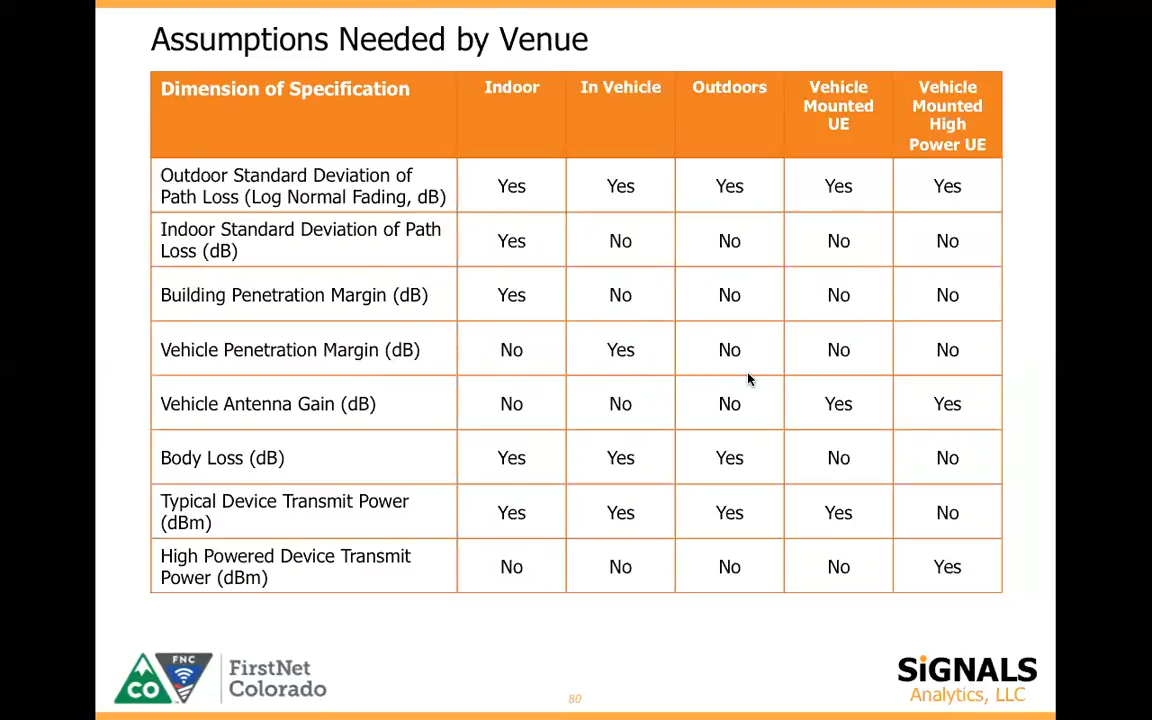 Assumptions Needed by Venue
Dimension of Specification Indoor In Vehicle Outdoors Vehicle Mounted UE Vehicle Mounted High Power UE
Outdoor Standard Deviation of
Path Loss (Log Normal Fading, dB) Yes Yes Yes Yes Yes
Indoor Standard Deviation of Path
Loss (dB) Yes No No No No
Building Penetration Margin (dB) Yes No No No No
Vehicle Penetration Margin (dB) No Yes No No No
Vehicle Antenna Gain (dB) No No No Yes Yes
Body Loss (dB) Yes Yes Yes No No
Typical Device Transmit Power
(dBm) Yes Yes Yes Yes No
High Powered Device Transmit
Power (dBm) No No No No Yes
FNC
CO
FirstNet
Colorado
80
SiGNALS
Analytics, LLC